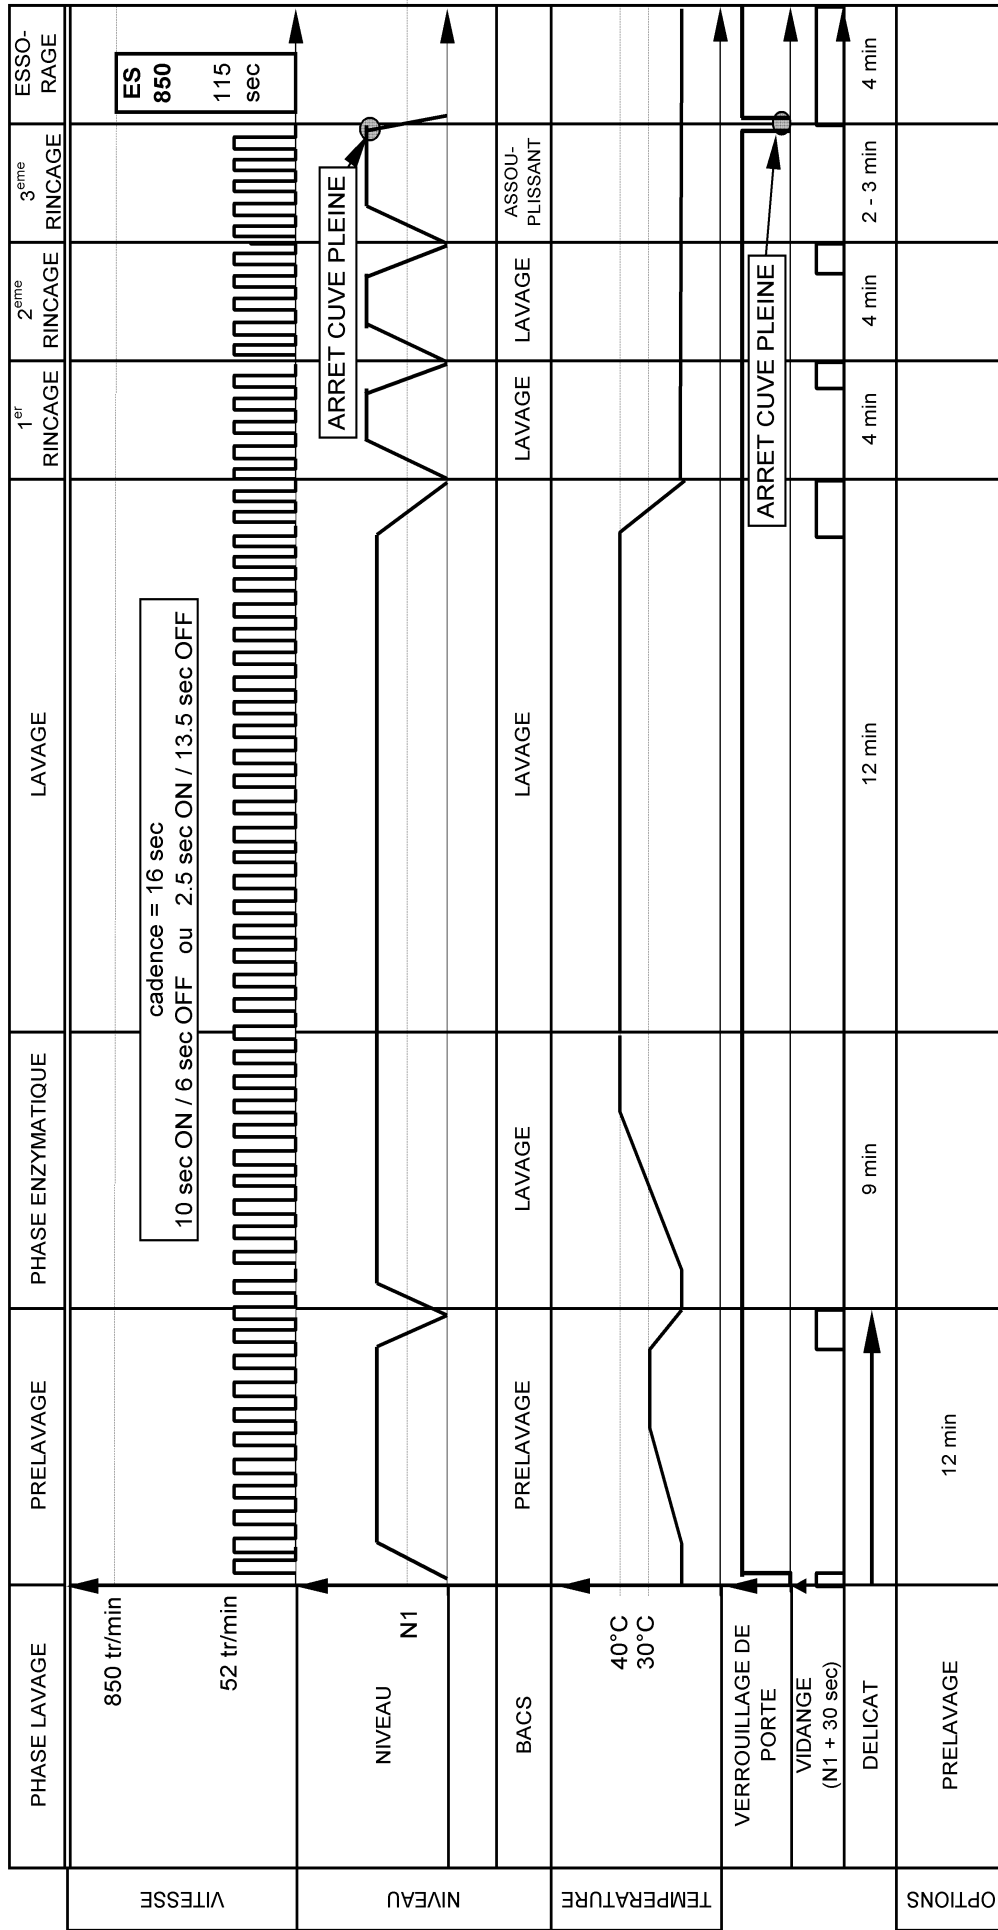 PHASE LAVAGE
PRELAVAGE
PHASE ENZYMATIQUE
LAVAGE
1er
RINCAGE
2eme
RINCAGE
3eme
RINCAGE
ESSO-
RAGE
VITESSE
850 tr/min
52 tr/min
cadence = 16 sec
10 sec ON / 6 sec OFF ou 2.5 sec ON / 13.5 sec OFF
ES
850
115
sec
NIVEAU
NIVEAU
N1
ARRET CUVE PLEINE
BACS
PRELAVAGE
LAVAGE
LAVAGE
LAVAGE
LAVAGE
ASSOU-
PLISSANT
TEMPERATURE
40°C
30°C
VERROUILLAGE DE
PORTE
ARRET CUVE PLEINE
VIDANGE
(N1 + 30 sec)
DELICAT
9 min
12 min
4 min
4 min
2 - 3 min
4 min
OPTIONS
PRELAVAGE
12 min